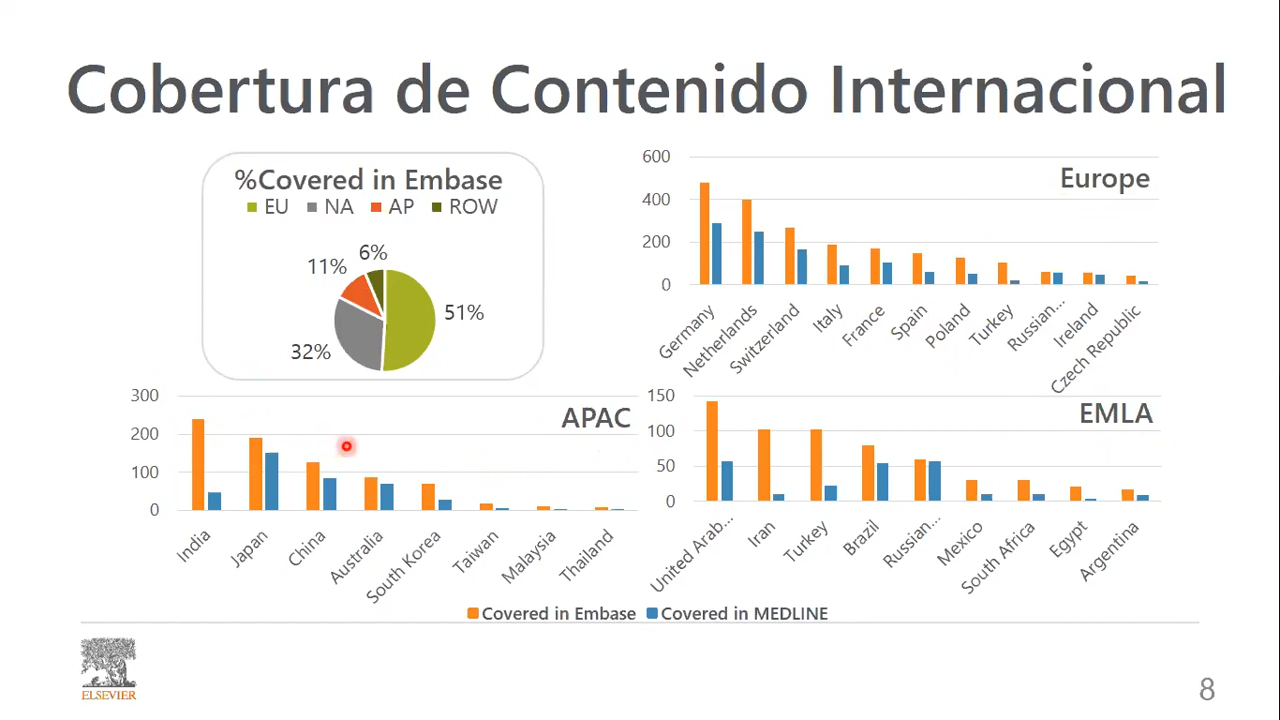 Cobertura de Contenido Internacional
%Covered in Embase
EU NA AP ROW
6%
11%
51%
32%
Europe
600
400
200
0
Germany
Netherlands
Switzerland
Italy
France
Spain
Poland
Turkey
Russian...
Ireland
Czech Republic
APAC
300
200
100
0
India
Japan
China
Australia
South Korea
Taiwan
Malaysia
Thailand
EMLA
150
100
50
0
United Arab...
Iran
Turkey
Brazil
Russian...
Mexico
South Africa
Egypt
Argentina
Covered in Embase Covered in MEDLINE
ELSEVIER
8